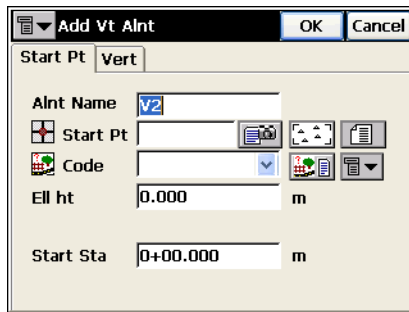 Add Vt Alnt OK Cancel
Start Pt Vert
Alnt Name V2
Start Pt
Code
Ell ht 0.000 m
Start Sta 0+00.000 m